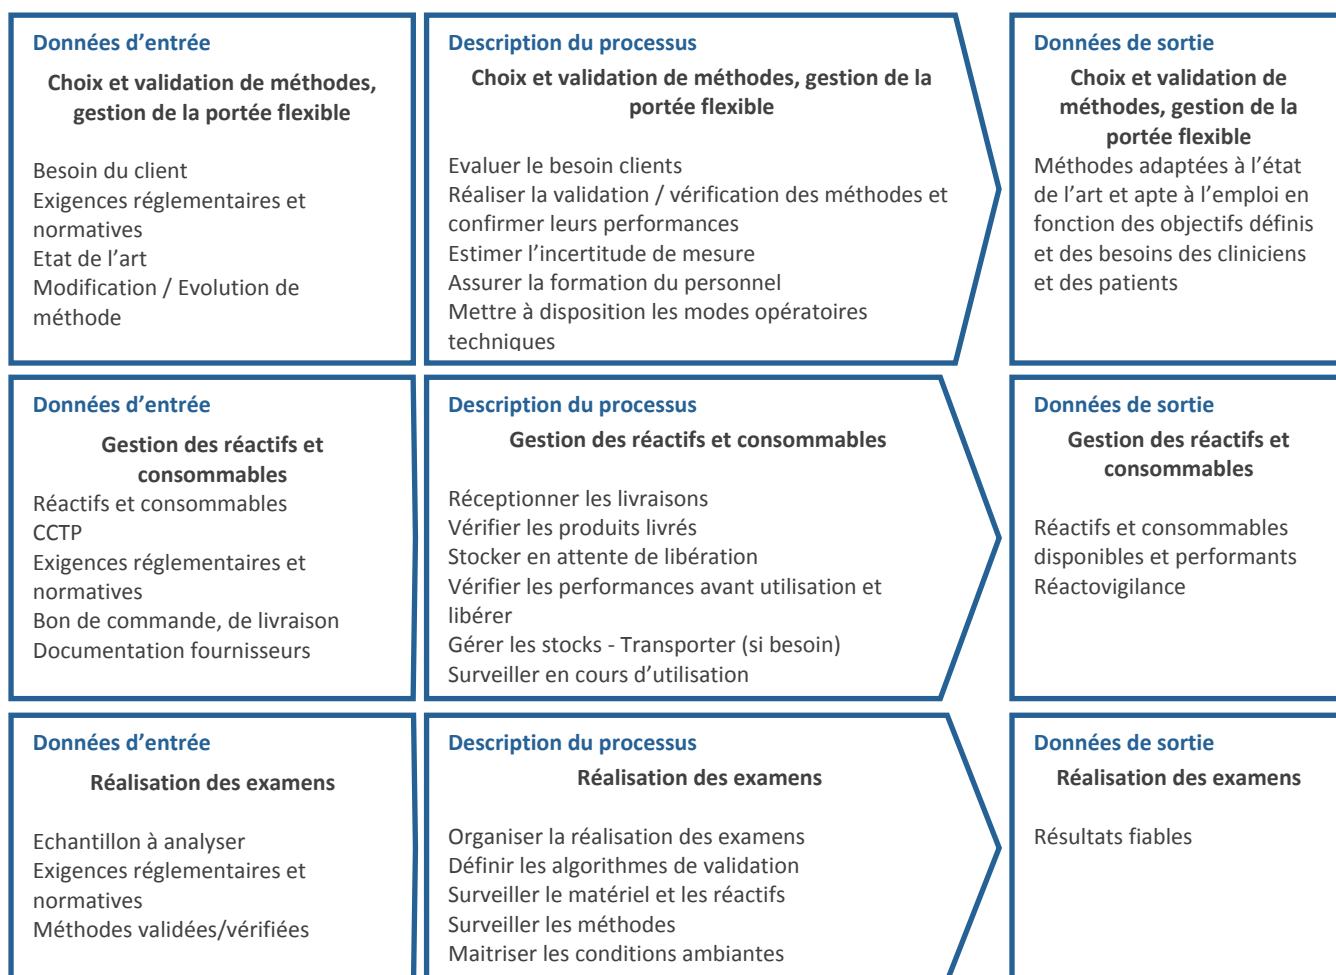 Données d’entrée
Choix et validation de méthodes,
gestion de la portée flexible
Besoin du client
Exigences réglementaires et
normatives
Etat de l’art
Modification / Evolution de
méthode
Description du processus
Choix et validation de méthodes, gestion de la
portée flexible
Evaluer le besoin clients
Réaliser la validation / vérification des méthodes et
confirmer leurs performances
Estimer l’incertitude de mesure
Assurer la formation du personnel
Mettre à disposition les modes opératoires
techniques
Données de sortie
Choix et validation de
méthodes, gestion de la
portée flexible
Méthodes adaptées à l’état
de l’art et apte à l’emploi en
fonction des objectifs définis
et des besoins des cliniciens
et des patients
Données d’entrée
Gestion des réactifs et
consommables
Réactifs et consommables
CCTP
Exigences réglementaires et
normatives
Bon de commande, de livraison
Documentation fournisseurs
Description du processus
Gestion des réactifs et consommables
Réceptionner les livraisons
Vérifier les produits livrés
Stocker en attente de libération
Vérifier les performances avant utilisation et
libérer
Gérer les stocks - Transporter (si besoin)
Surveiller en cours d’utilisation
Données de sortie
Gestion des réactifs et
consommables
Réactifs et consommables
disponibles et performants
Réactovigilance
Données d’entrée
Réalisation des examens
Echantillon à analyser
Exigences réglementaires et
normatives
Méthodes validées/vérifiées
Description du processus
Réalisation des examens
Organiser la réalisation des examens
Définir les algorithmes de validation
Surveiller le matériel et les réactifs
Surveiller les méthodes
Maitriser les conditions ambiantes
Données de sortie
Réalisation des examens
Résultats fiables